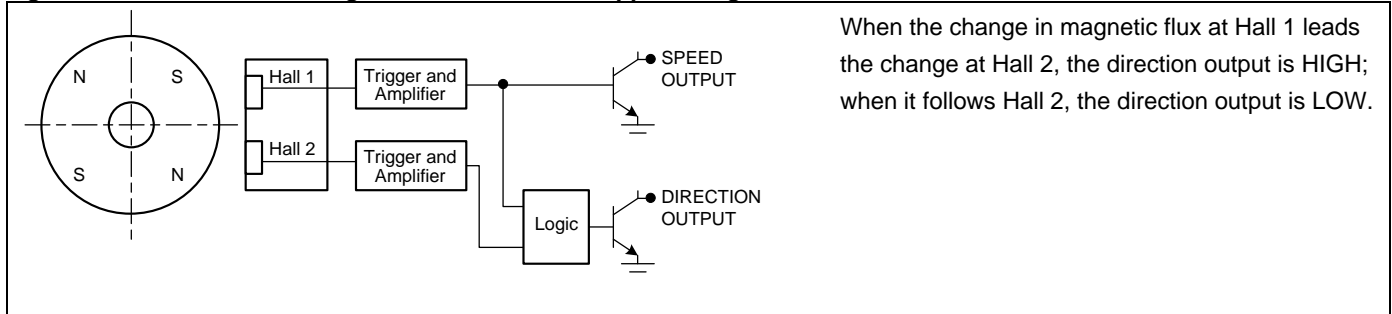 N
S
S
N
Hall 1
Hall 2
Trigger and
Amplifier
Trigger and
Amplifier
Logic
SPEED
OUTPUT
DIRECTION
OUTPUT
When the change in magnetic flux at Hall 1 leads
the change at Hall 2, the direction output is HIGH;
when it follows Hall 2, the direction output is LOW.